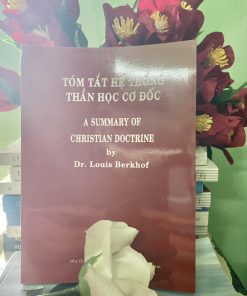 TÓM TẮT HỆ THỐNG
THẦN HỌC CƠ ĐỐC
A SUMMARY OF
CHRISTIAN DOCTRINE
by
Dr. Louis Berkhof